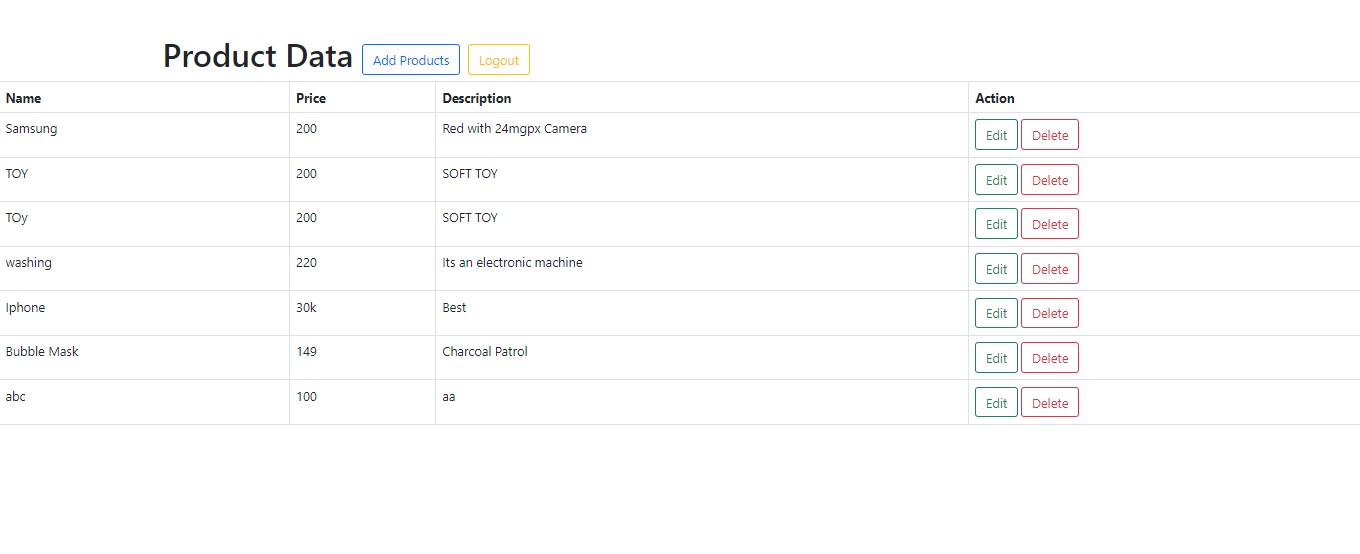 Product Data Add Products Logout
Name Price Description Action
Samsung 200 Red with 24mgpx Camera Edit Delete
TOY 200 SOFT TOY Edit Delete
TOy 200 SOFT TOY Edit Delete
washing 220 Its an electronic machine Edit Delete
Iphone 30k Best Edit Delete
Bubble Mask 149 Charcoal Patrol Edit Delete
abc 100 aa Edit Delete